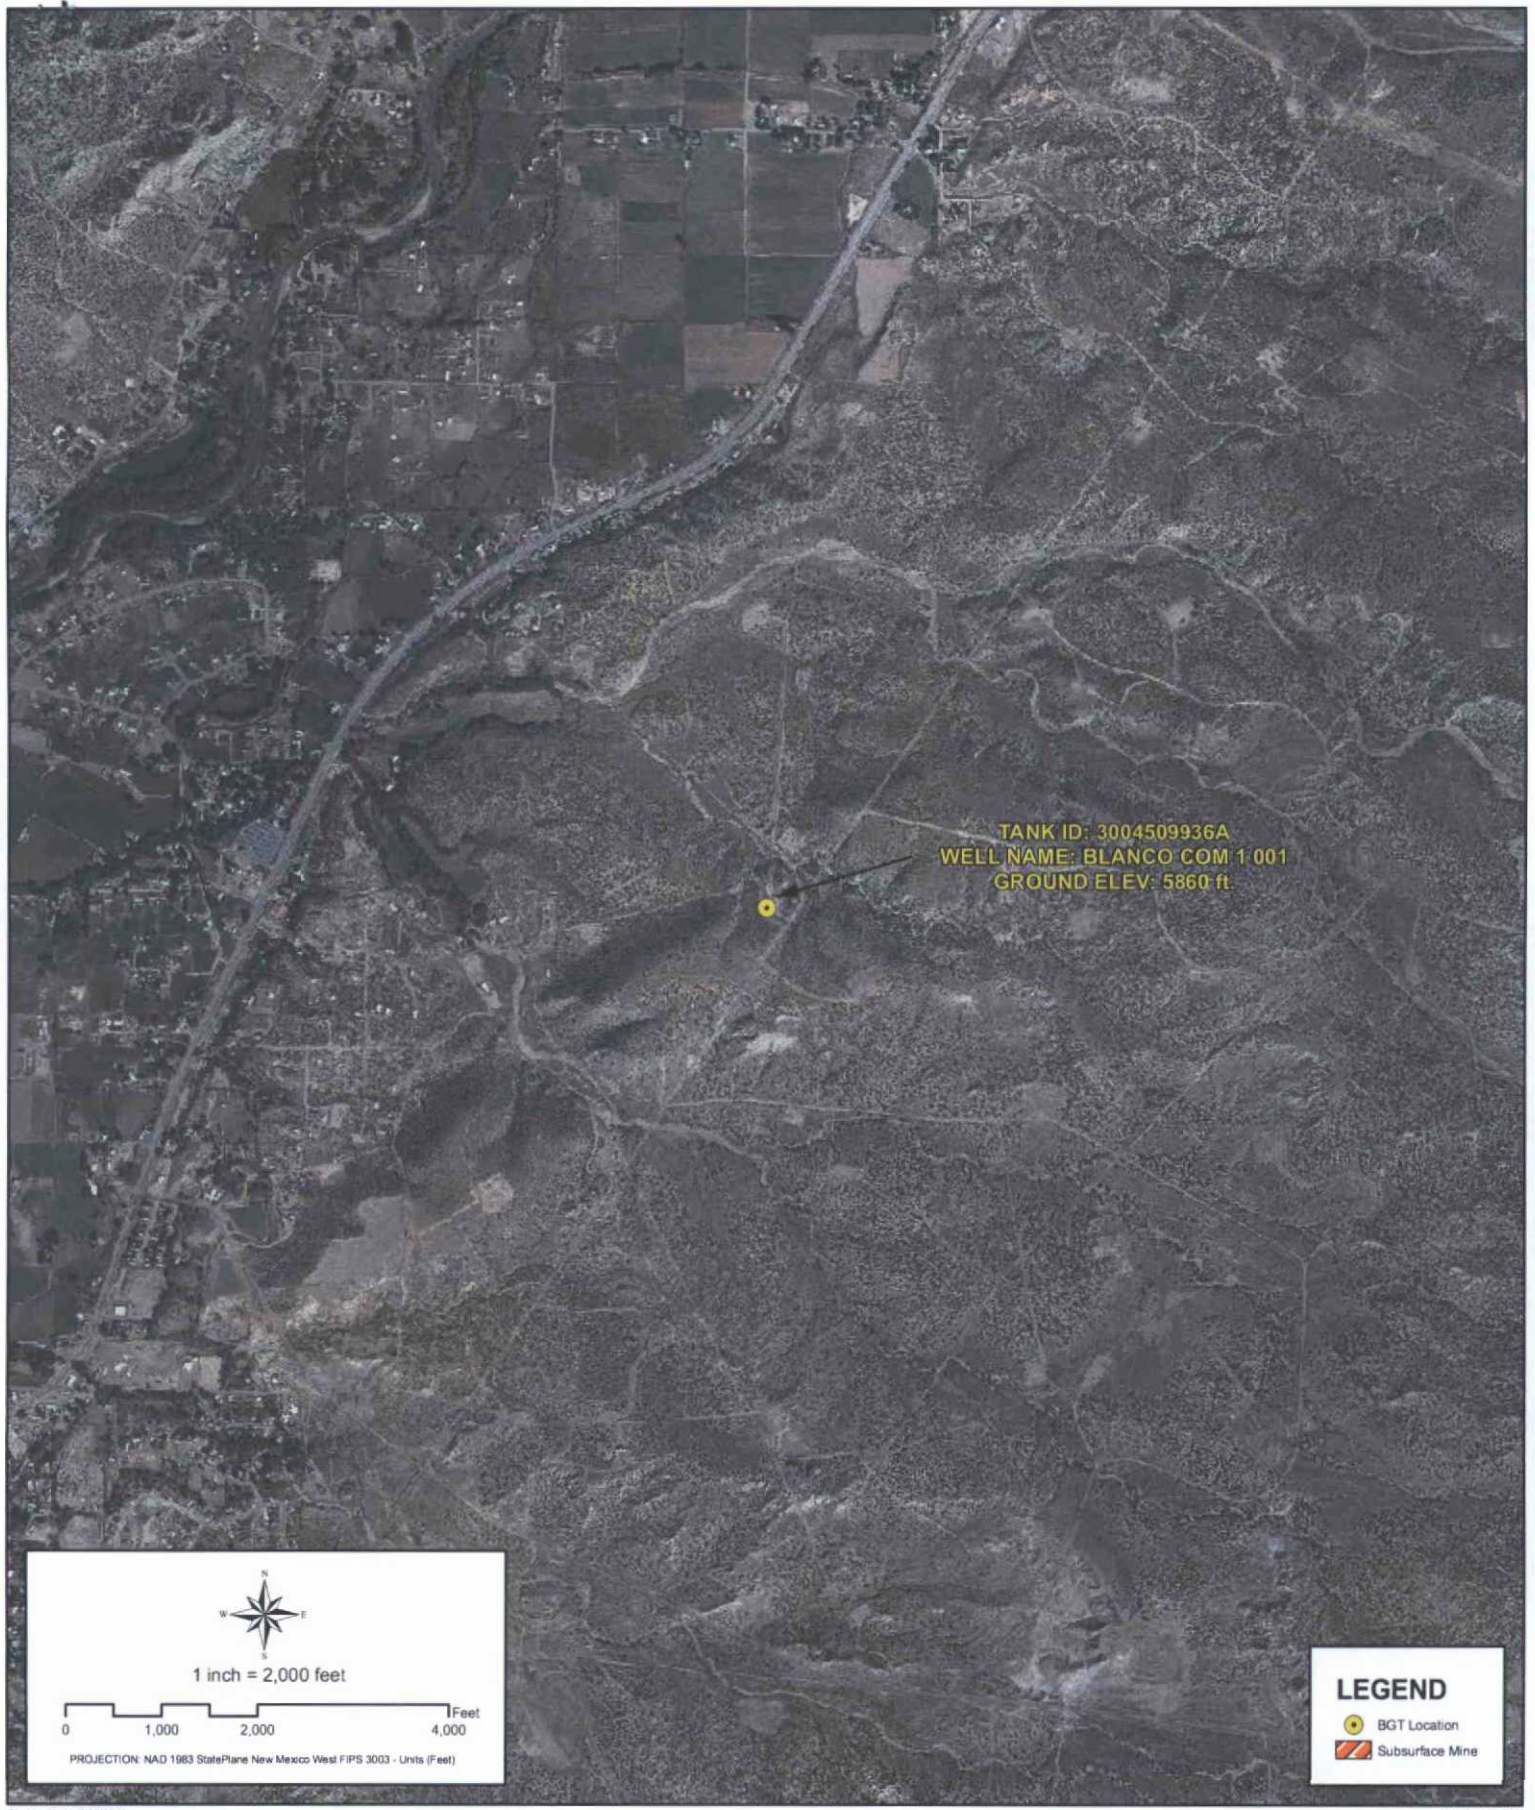 TANK ID: 3004509936A
WELL NAME: BLANCO COM 1 001
GROUND ELEV: 5860 ft.
N
W E
S
1 inch = 2,000 feet
Feet
0 1,000 2,000 4,000
PROJECTION: NAD 1983 StatePlane New Mexico West FIPS 3003 - Units (Feet)
LEGEND
BGT Location
Subsurface Mine